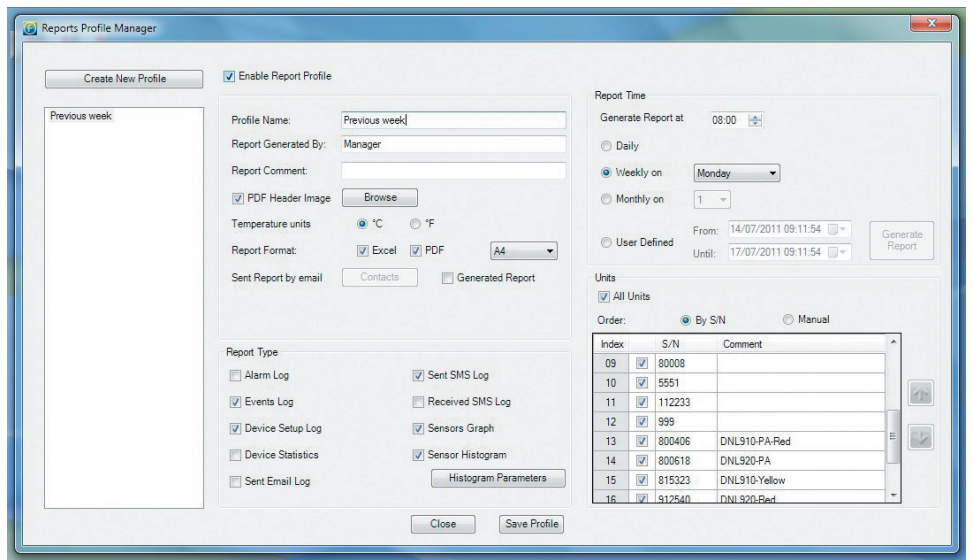 Reports Profile Manager
Create New Profile
Enable Report Profile
Previous week
Profile Name: Previous week
Report Generated By: Manager
Report Comment:
PDF Header Image Browse
Temperature units °C °F
Report Format: Excel PDF A4
Sent Report by email Contacts Generated Report
Report Type
Alarm Log Sent SMS Log
Events Log Received SMS Log
Device Setup Log Sensors Graph
Device Statistics Sensor Histogram
Sent Email Log Histogram Parameters
Report Time
Generate Report at 08:00
Daily
Weekly on Monday
Monthly on 1
User Defined From: 14/07/2011 09:11:54
Until: 17/07/2011 09:11:54
Generate
Report
Units
All Units
Order: By S/N Manual
Index S/N Comment
09 80008
10 5551
11 112233
12 999
13 800406 DNL910-PA-Red
14 800618 DNL920-PA
15 815323 DNL910-Yellow
16 912540 DNL920-Red
Close Save Profile